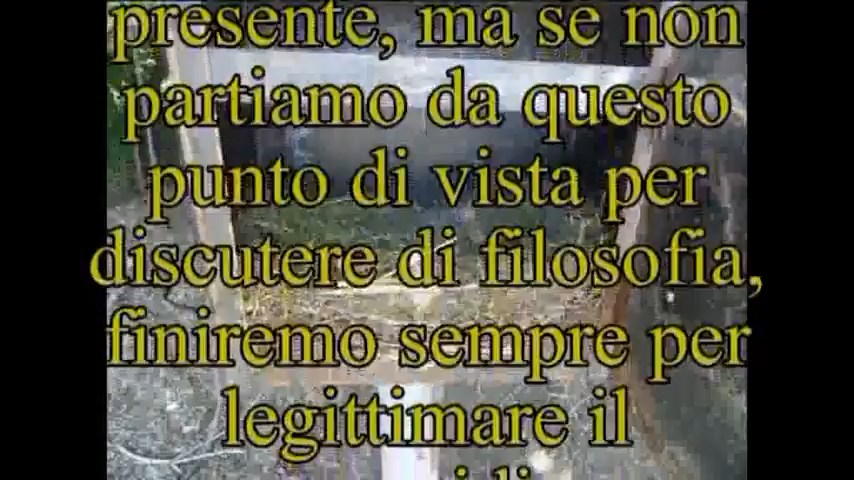 presente, ma se non
partiamo da questo
punto di vista per
discutere di filosofia,
finiremo sempre per
legittimare il